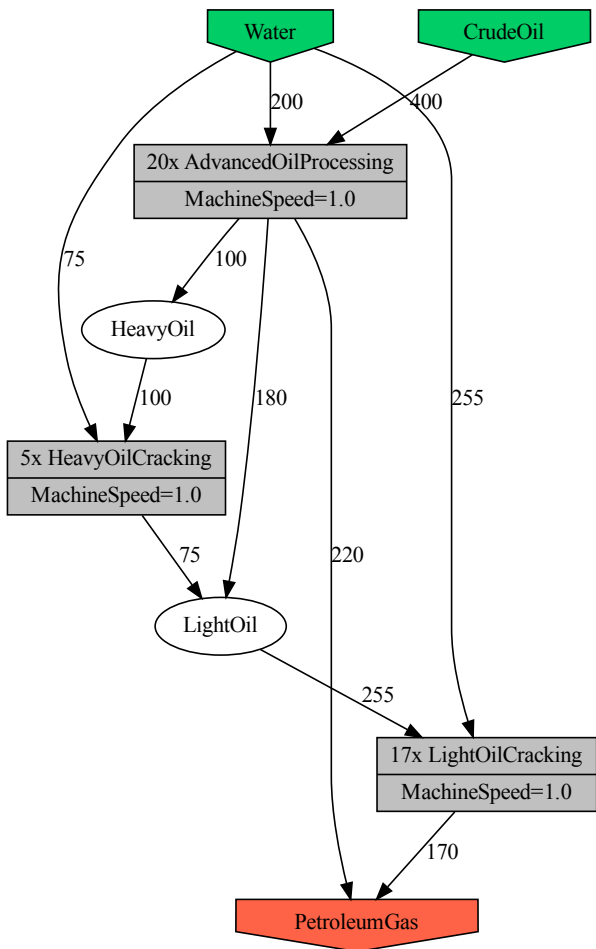 Water
CrudeOil
200
400
20x AdvancedOilProcessing
MachineSpeed=1.0
75
100
HeavyOil
100
180
255
5x HeavyOilCracking
MachineSpeed=1.0
75
220
LightOil
255
17x LightOilCracking
MachineSpeed=1.0
170
PetroleumGas